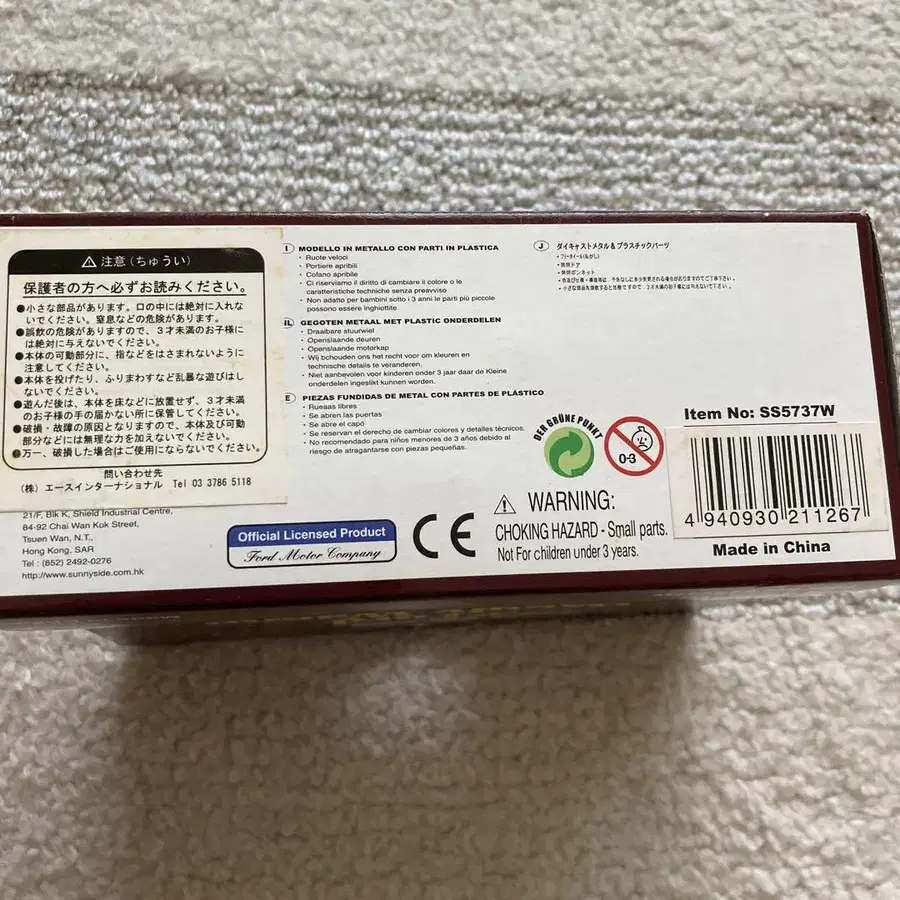 ⚠ 注意(ちゅうい)
保護者の方へ必ずお読みください。
●小さな部品があります。口の中には絶対に入れな
いでください。窒息などの危険があります。
●誤飲の危険がありますので、3才未満のお子様に
は絶対に与えないでください。
●本体の可動部分に、指などをはさまれないように
注意してください。
●本体を投げたり、ふりまわすなど乱暴な遊びはし
ないでください。
●遊んだ後は、本体を床などに放置せず、3才未満
のお子様の手の届かない所に保管してください。
●破損・故障の原因となりますので、本体及び可動
部分などには無理な力を加えないでください。
●万一、破損した場合はご使用にならないでください。
問い合わせ先
(株) エースインターナショナル Tel 03 3786 5118
21/F, Blk K, Shield Industrial Centre,
84-92 Chai Wan Kok Street,
Tsuen Wan, N.T.,
Hong Kong, SAR
Tel : (852) 2492-0276
http://www.sunnyside.com.hk
I MODELLO IN METALLO CON PARTI IN PLASTICA
• Ruote veloci
• Portiere apribili
• Cofano apribile
• Ci riserviamo il diritto di cambiare il colore o le
caratteristiche techniche senza preavviso
• Non adatto per bambini sotto i 3 anni le parti più piccole
possono essere inghiottite
NL GEGOTEN METAAL MET PLASTIC ONDERDELEN
• Draaibare stuurwiel
• Openslaande deuren
• Openslaande motorkap
• Wij bchouden ons het recht voor om kleuren en
technische details te veranderen.
• Niet aanbevolen voor kinderen onder 3 jaar daar de Kleine
onderdelen ingeslikt kunnen worden.
E PIEZAS FUNDIDAS DE METAL CON PARTES DE PLÁSTICO
• Rueaas libres
• Se abren las puertas
• Se abre el capó
• Se reservan el derecho de cambiar colores y detalles técnicos.
• No recomendado para niños menores de 3 años debido al
riesgo de atragantarse con piezas pequeñas.
J ダイキャストメタル&プラスチックパーツ
• 開閉ドア
• 開閉ボンネット
DER GRÜNE PUNKT
0-3
Official Licensed Product
Ford Motor Company
CE
⚠ WARNING:
CHOKING HAZARD - Small parts.
Not For children under 3 years.
Item No: SS5737W
4 940930 211267
Made in China